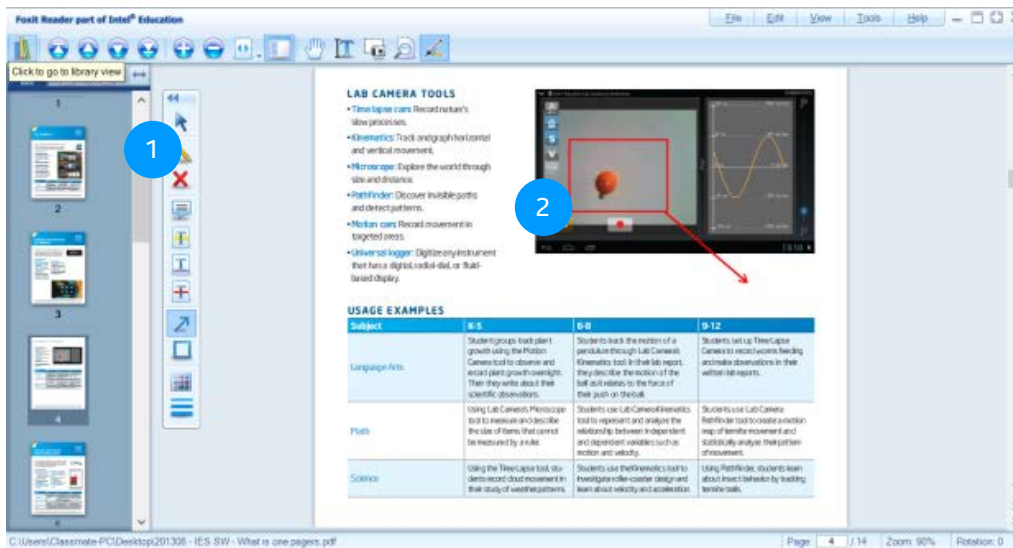 Foxit Reader part of Intel® Education
File Edit View Tools Help
Click to go to library view
1
2
3
4
6
1
2
LAB CAMERA TOOLS
• Time lapse cam: Record nature's
slow processes.
• Kinematics: Track and graph horizontal
and vertical movement.
• Microscope: Explore the world through
size and distance.
• Pathfinder: Discover invisible paths
and detect patterns.
• Motion cam: Record movement in
targeted areas.
• Universal logger: Digitize any instrument
that has a digital, radial-dial, or fluid-
based display.
USAGE EXAMPLES
Subject K-5 6-8 9-12
Language Arts
Student groups track plant
growth using the Motion
Camera tool to observe and
record plant growth overnight.
Then they write about their
scientific observations.
Students track the motion of a
pendulum through Lab Camera's
Kinematics tool. In their lab report,
they describe the motion of the
ball as it relates to the force of
their push on the ball.
Students set up Time Lapse
Camera to record worms feeding
and make observations in their
written lab reports.
Math
Using Lab Camera's Microscope
tool to measure and describe
the size of items that cannot
be measured by a ruler.
Students use Lab Camera Kinematics
tool to represent and analyze the
relationship between independent
and dependent variables such as
motion and velocity.
Students use Lab Camera
Pathfinder tool to create a motion
map of termite movement and
statistically analyze their pattern
of movement.
Science
Using the Time Lapse tool, stu-
dents record cloud movement in
their study of weather patterns.
Students use the Kinematics tool to
investigate roller-coaster design and
learn about velocity and acceleration.
Using Pathfinder, students learn
about insect behavior by tracking
termite trails.
C:\Users\Classmate-PC\Desktop\201308 - IES SW - What is one pagers.pdf
Page: 4 / 14 Zoom: 90% Rotation: 0